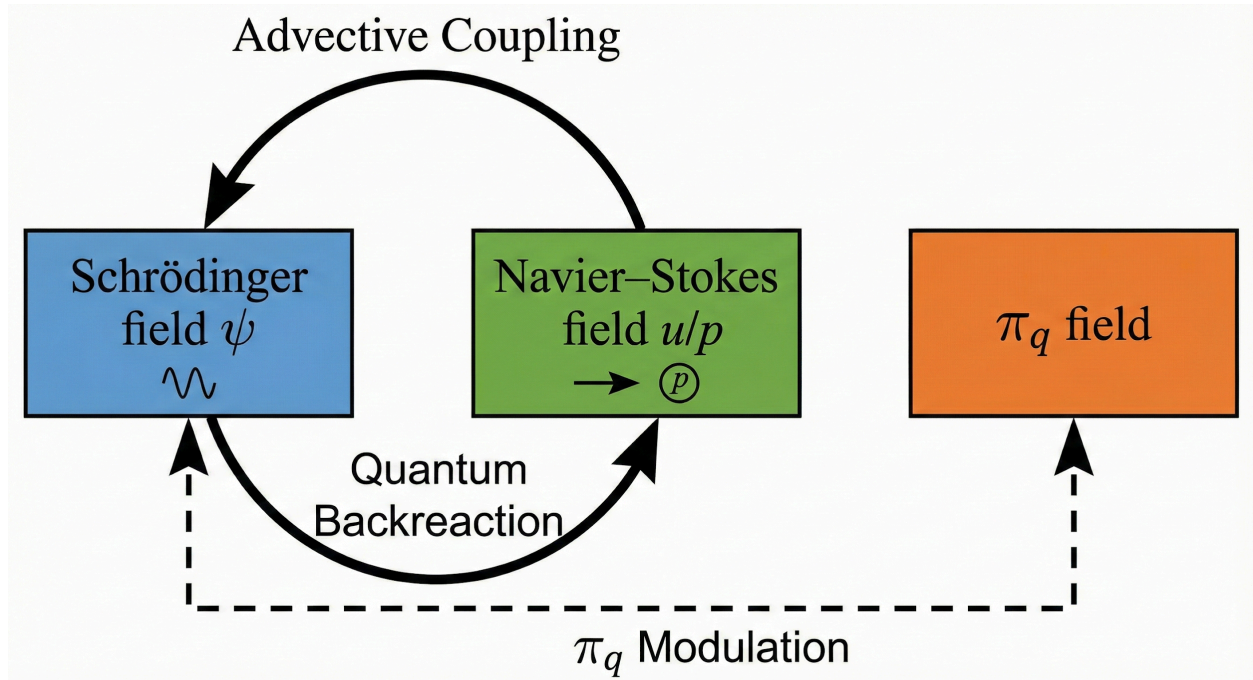 Advective Coupling
Schrödinger
field ψ
Navier–Stokes
field u/p
p
π_q field
Quantum
Backreaction
π_q Modulation